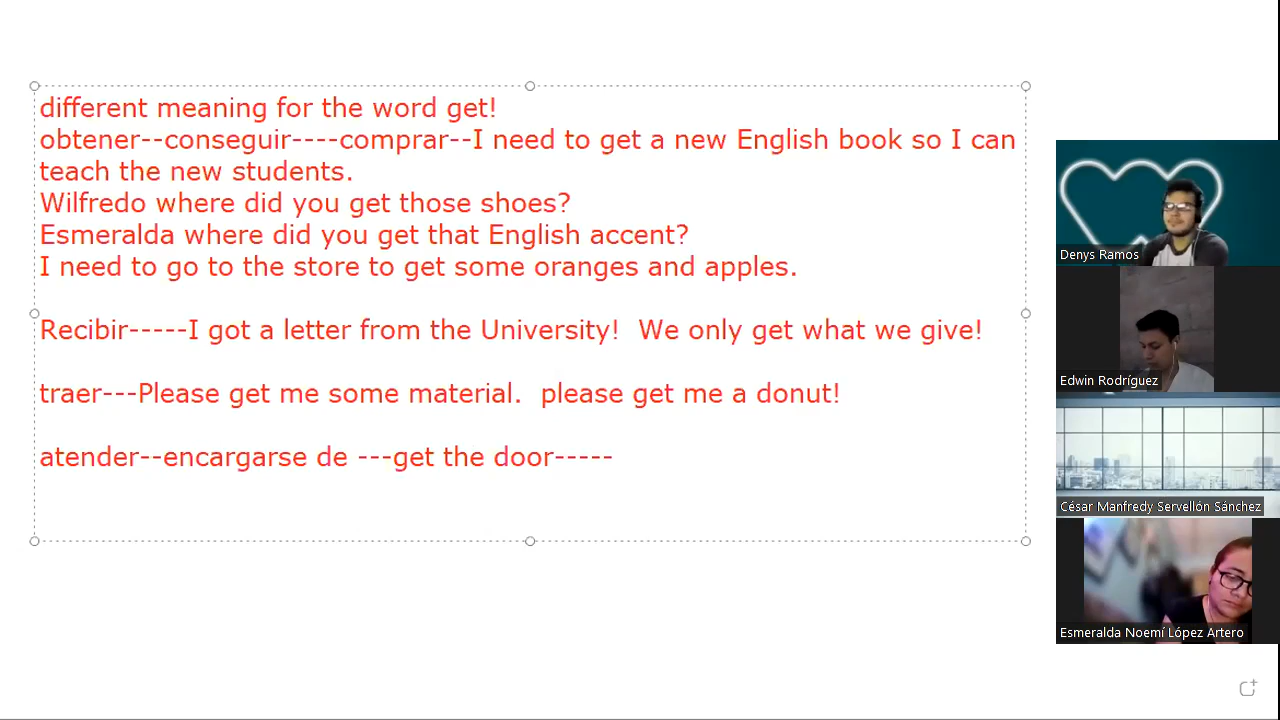 different meaning for the word get!
obtener--conseguir----comprar--I need to get a new English book so I can
teach the new students.
Wilfredo where did you get those shoes?
Esmeralda where did you get that English accent?
I need to go to the store to get some oranges and apples.
Recibir-----I got a letter from the University!  We only get what we give!
traer---Please get me some material.  please get me a donut!
atender--encargarse de ---get the door-----
Denys Ramos
Edwin Rodríguez
César Manfredy Servellón Sánchez
Esmeralda Noemí López Artero